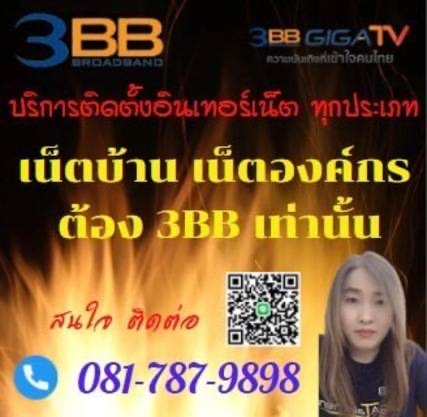 3BB
BROADBAND
3BB GIGATV
ความบันเทิงที่เข้าใจคนไทย
บริการติดตั้งอินเทอร์เน็ต ทุกประเภท
เน็ตบ้าน เน็ตองค์กร
ต้อง 3BB เท่านั้น
สนใจ ติดต่อ
081-787-9898